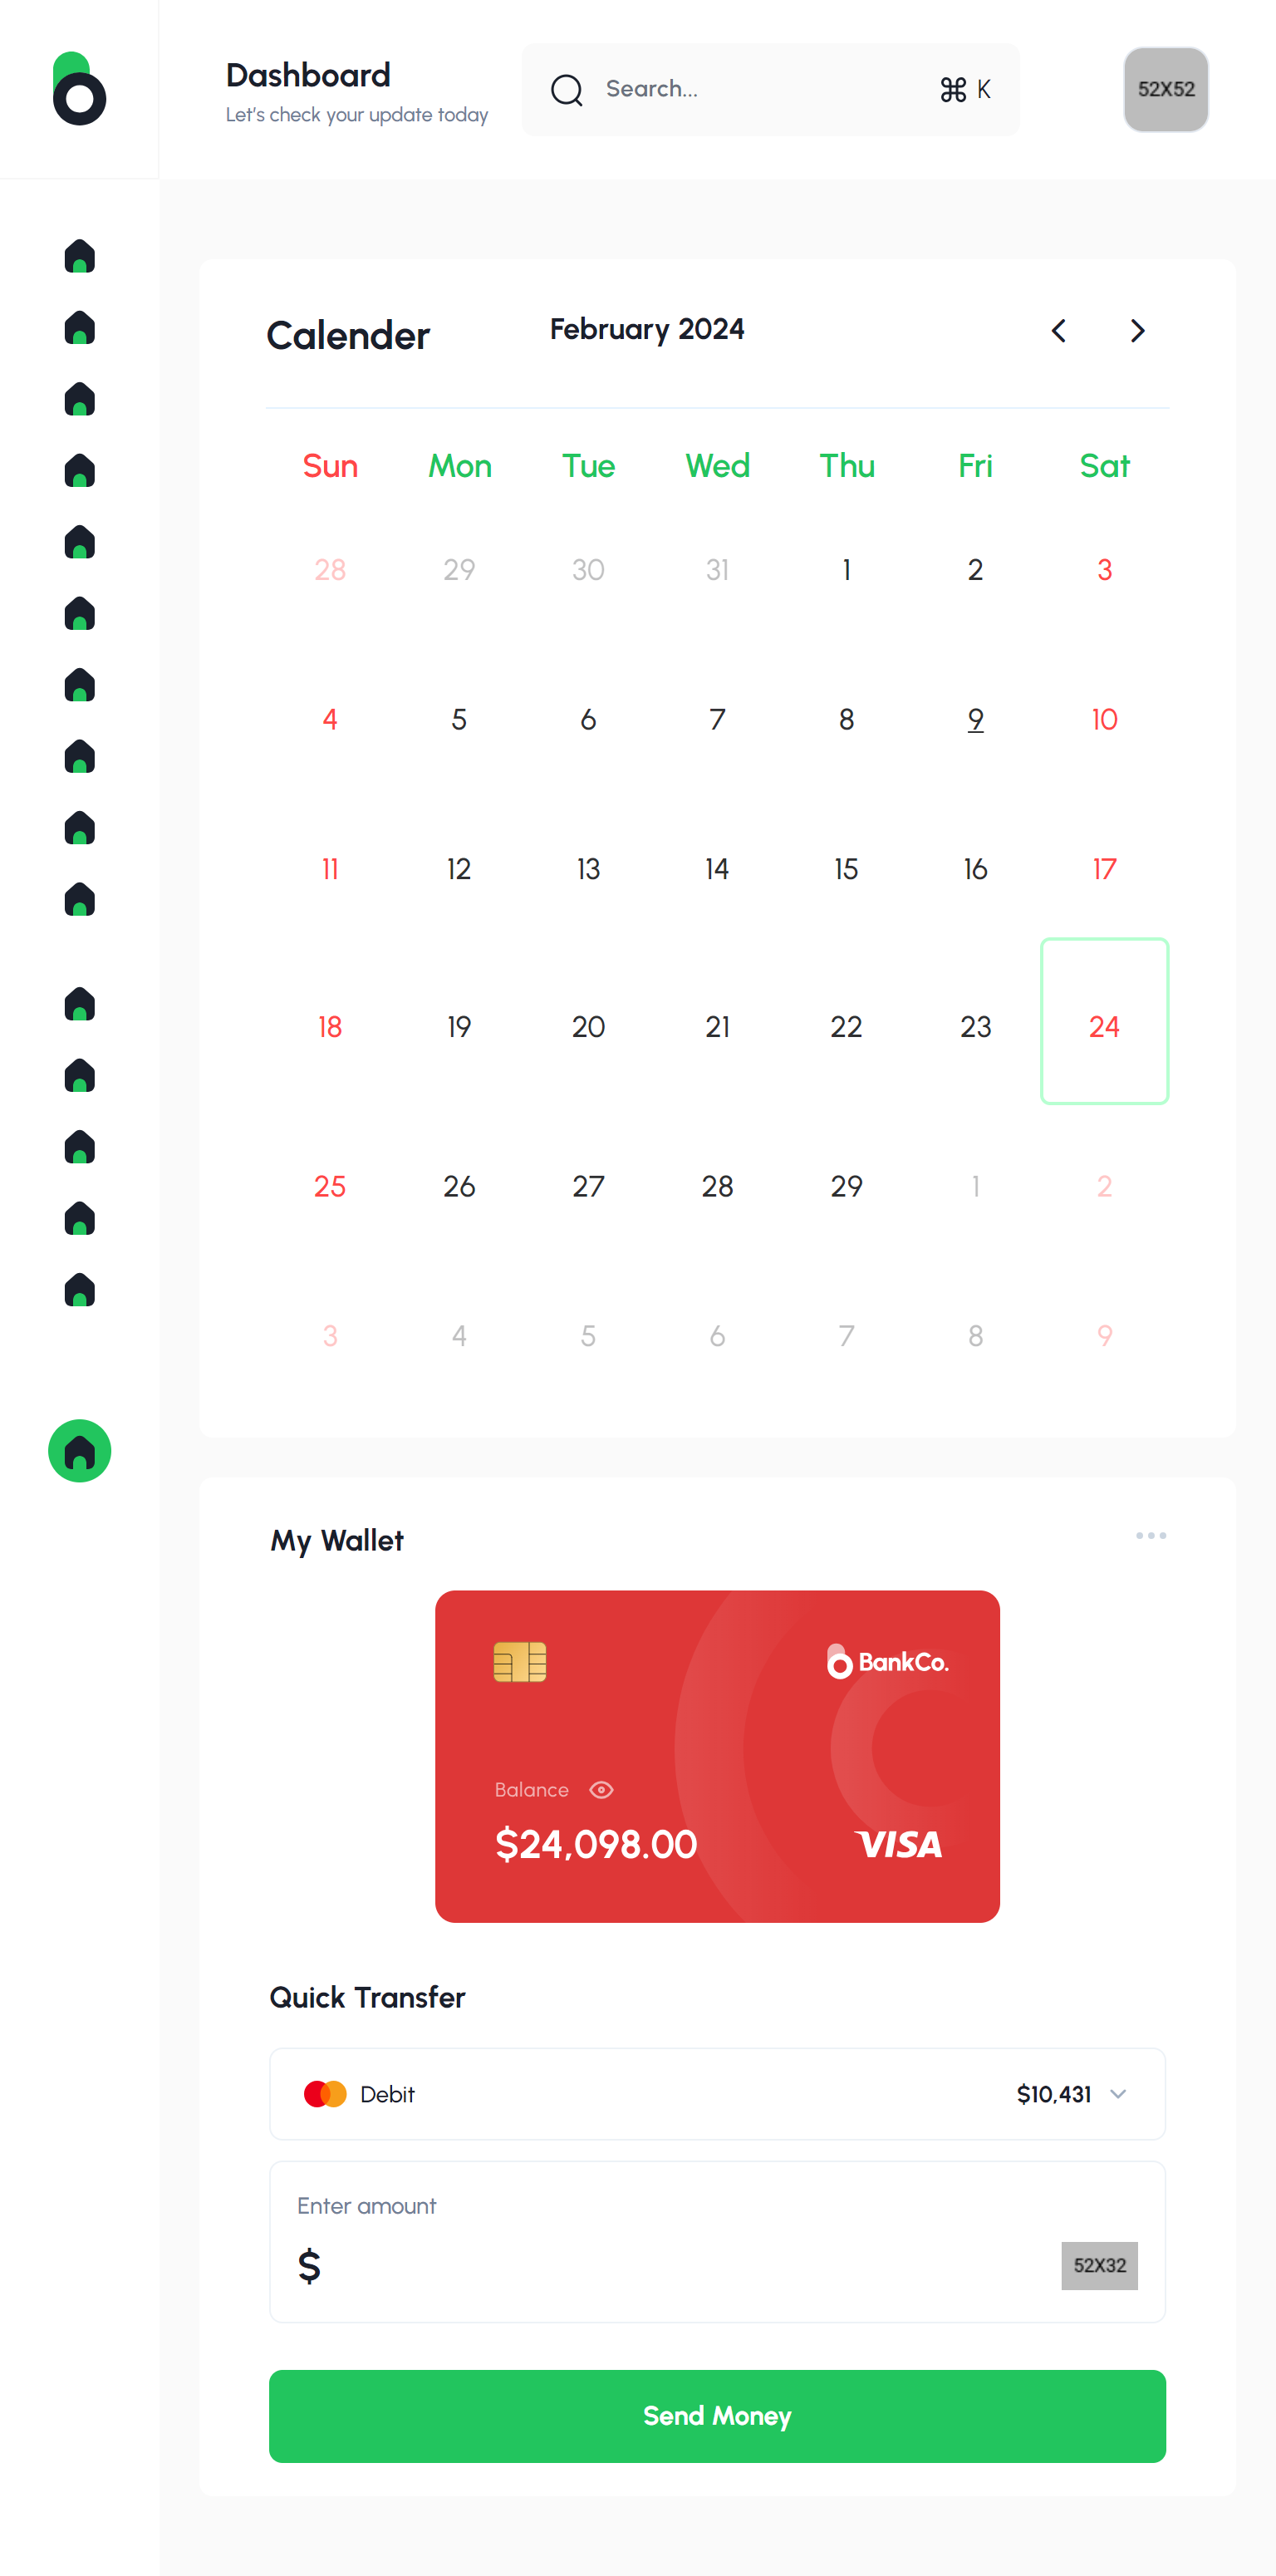 Dashboard
Let's check your update today
Search...
⌘ K
52X52
Calender
February 2024
Sun Mon Tue Wed Thu Fri Sat
28 29 30 31 1 2 3
4 5 6 7 8 9 10
11 12 13 14 15 16 17
18 19 20 21 22 23 24
25 26 27 28 29 1 2
3 4 5 6 7 8 9
My Wallet
BankCo.
Balance
$24,098.00
VISA
Quick Transfer
Debit
$10,431
Enter amount
$
52X32
Send Money